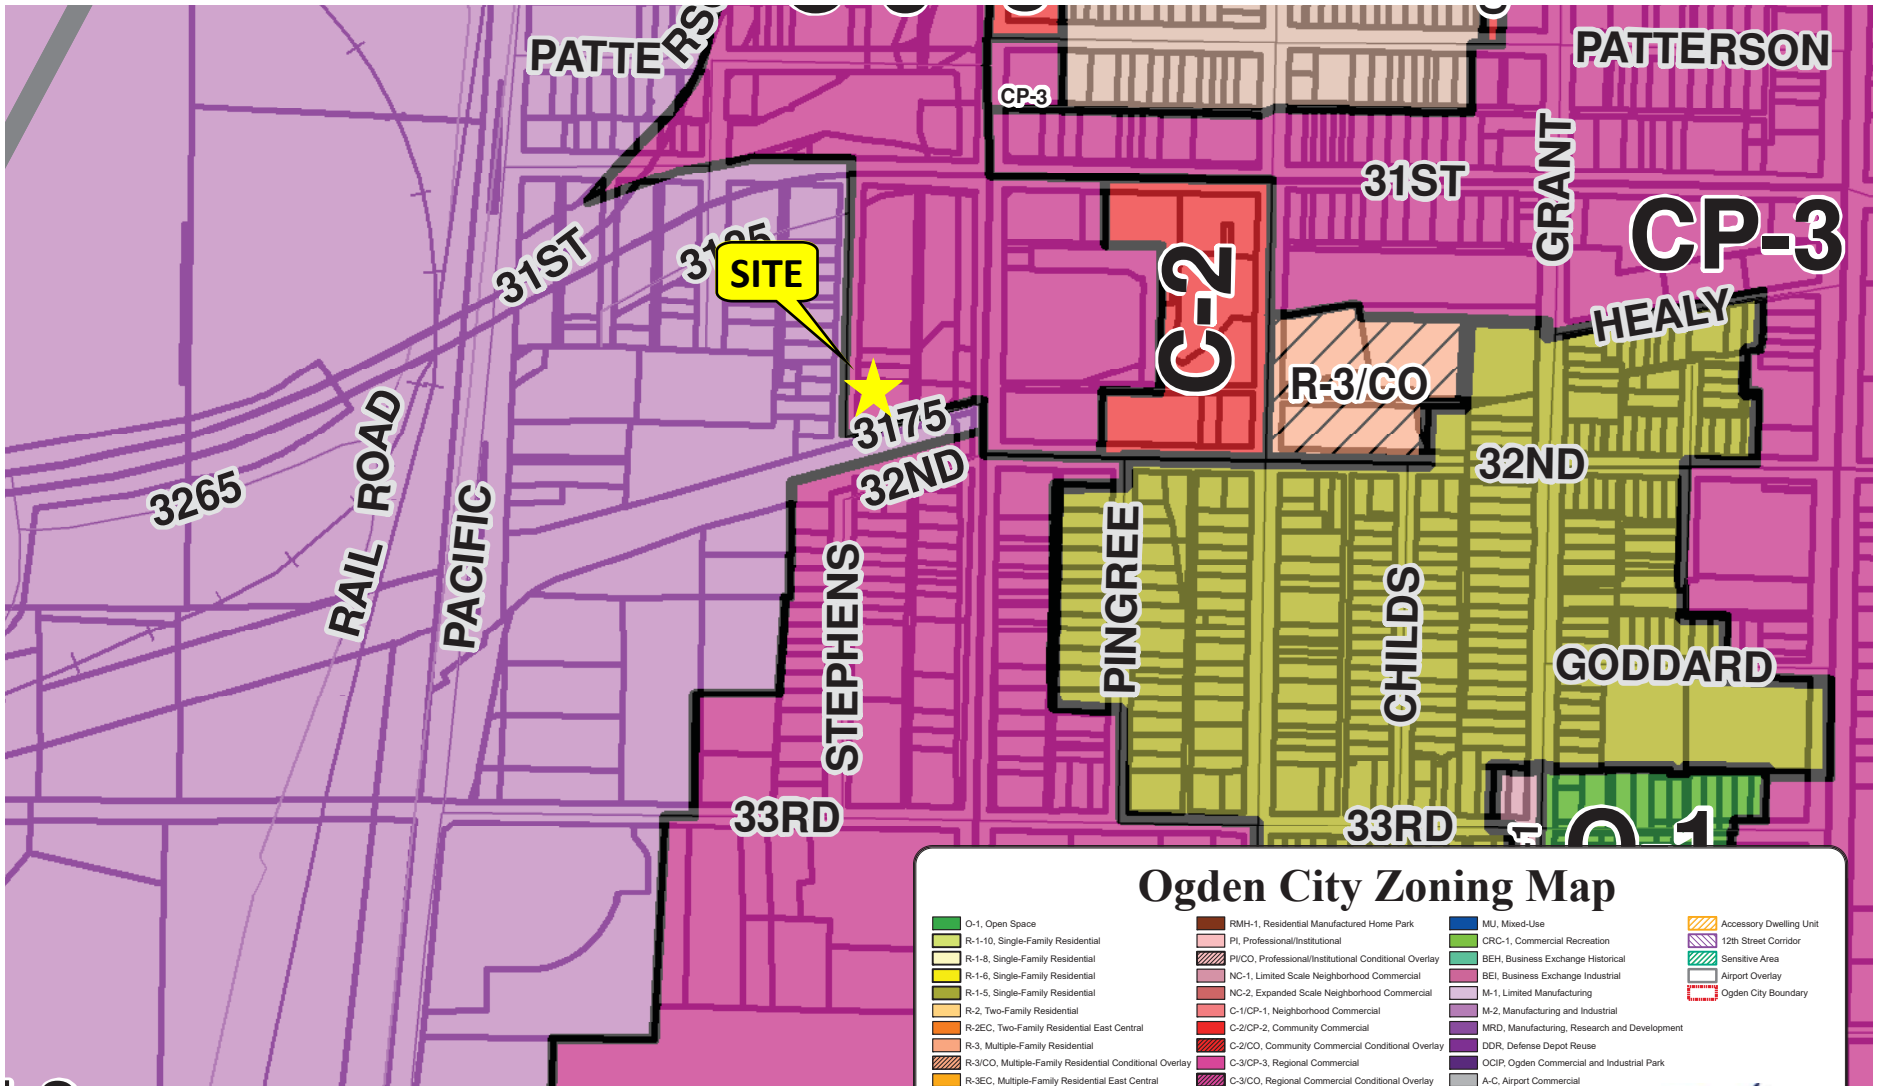 PATTE
RS
PATTERSON
CP-3
31ST
GRANT
CP-3
31ST
SITE
C-2
HEALY
R-3/CO
3175
32ND
32ND
3265
RAIL ROAD
PACIFIC
STEPHENS
PINGREE
CHILDS
GODDARD
33RD
33RD
O-1
Ogden City Zoning Map
O-1, Open Space
R-1-10, Single-Family Residential
R-1-8, Single-Family Residential
R-1-6, Single-Family Residential
R-1-5, Single-Family Residential
R-2, Two-Family Residential
R-2EC, Two-Family Residential East Central
R-3, Multiple-Family Residential
R-3/CO, Multiple-Family Residential Conditional Overlay
R-3EC, Multiple-Family Residential East Central
RMH-1, Residential Manufactured Home Park
PI, Professional/Institutional
PI/CO, Professional/Institutional Conditional Overlay
NC-1, Limited Scale Neighborhood Commercial
NC-2, Expanded Scale Neighborhood Commercial
C-1/CP-1, Neighborhood Commercial
C-2/CP-2, Community Commercial
C-2/CO, Community Commercial Conditional Overlay
C-3/CP-3, Regional Commercial
C-3/CO, Regional Commercial Conditional Overlay
MU, Mixed-Use
CRC-1, Commercial Recreation
BEH, Business Exchange Historical
BEI, Business Exchange Industrial
M-1, Limited Manufacturing
M-2, Manufacturing and Industrial
MRD, Manufacturing, Research and Development
DDR, Defense Depot Reuse
OCIP, Ogden Commercial and Industrial Park
A-C, Airport Commercial
Accessory Dwelling Unit
12th Street Corridor
Sensitive Area
Airport Overlay
Ogden City Boundary